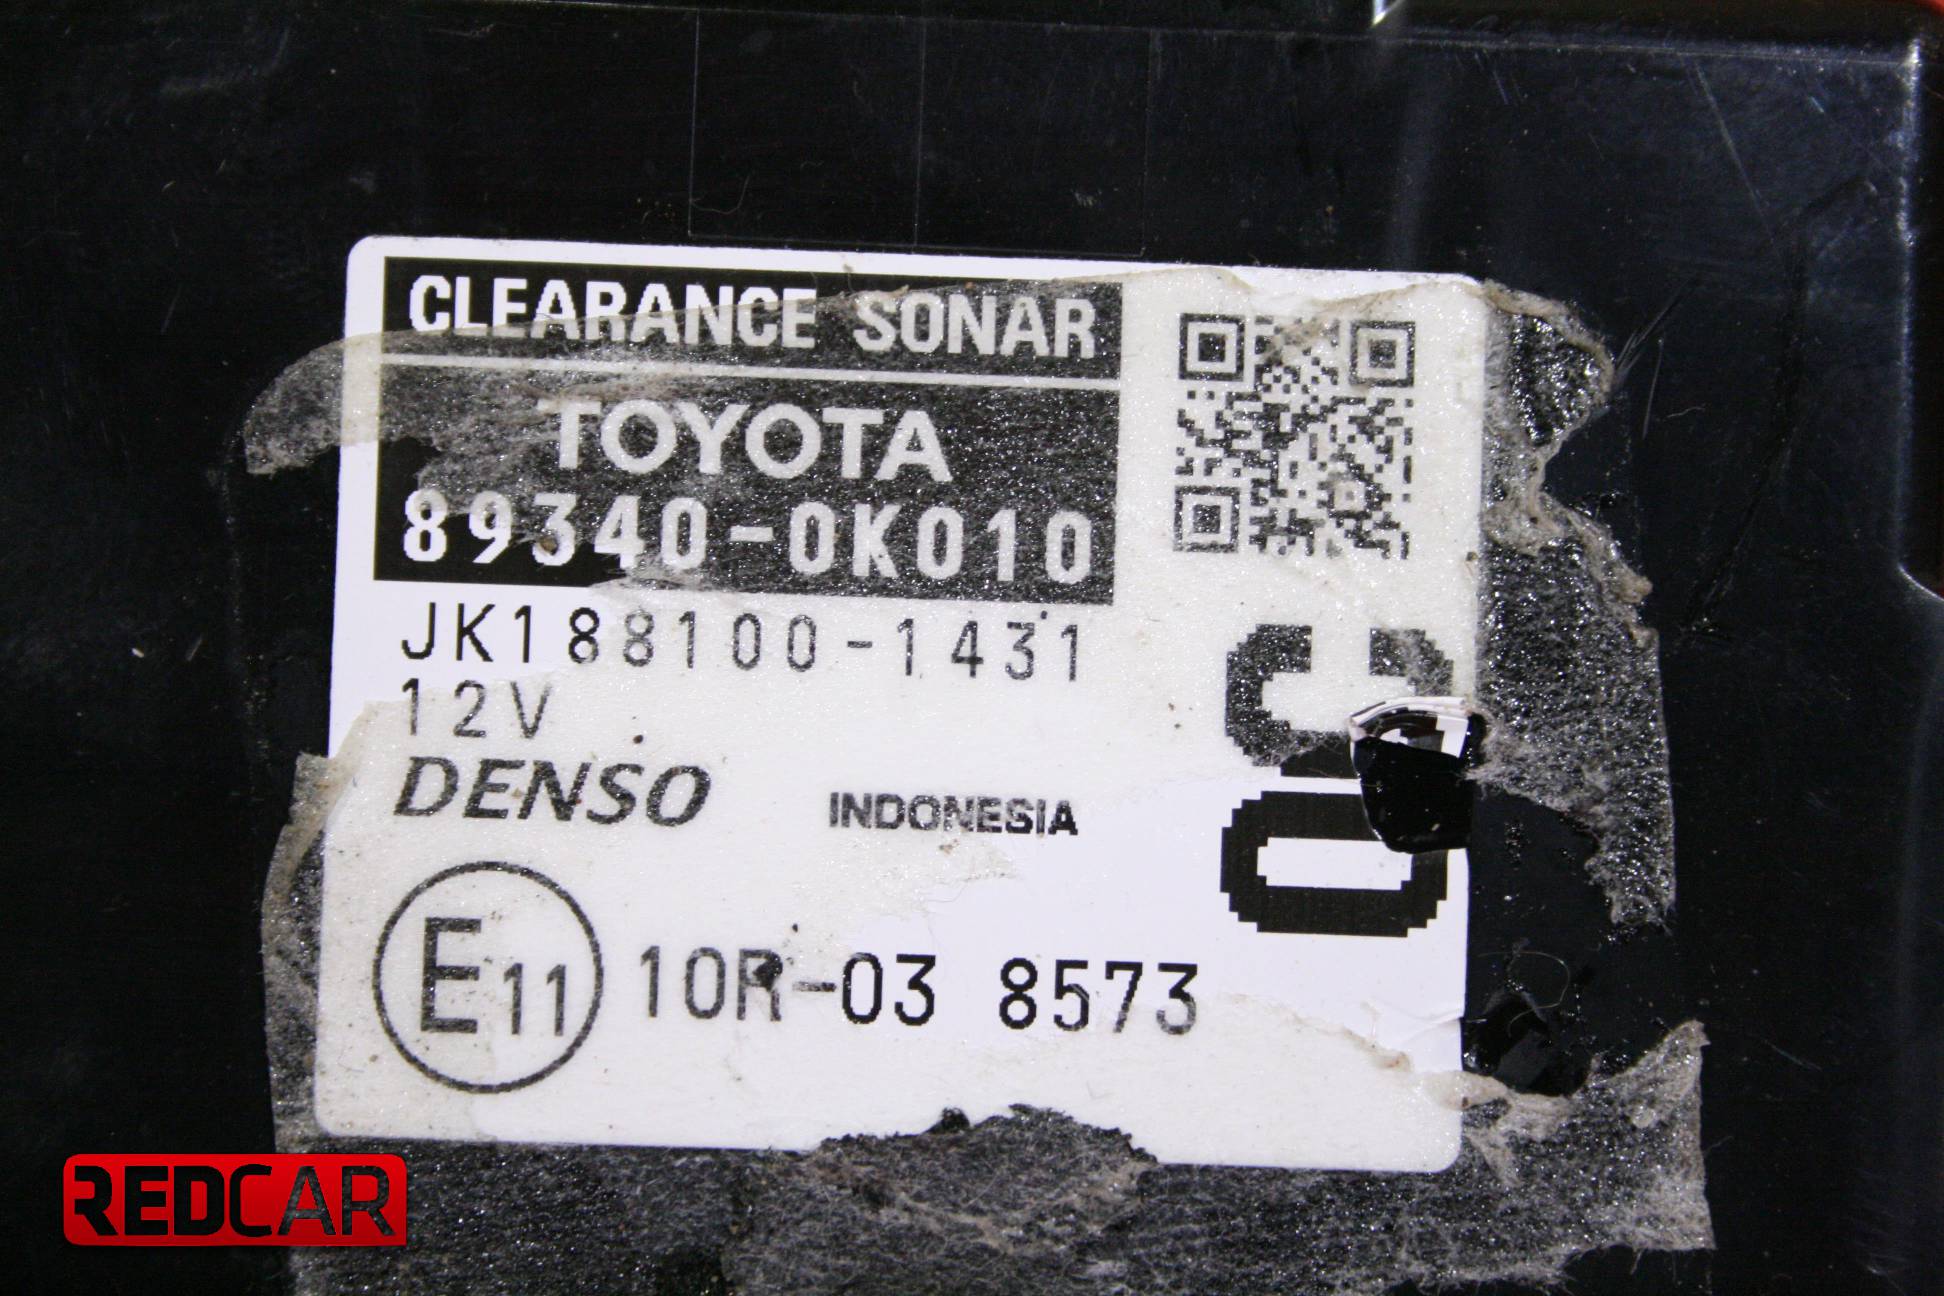 CLEARANCE SONAR
TOYOTA
89340-0K010
JK188100-1431
12V
DENSO
INDONESIA
E11
10R-03 8573
REDCAR